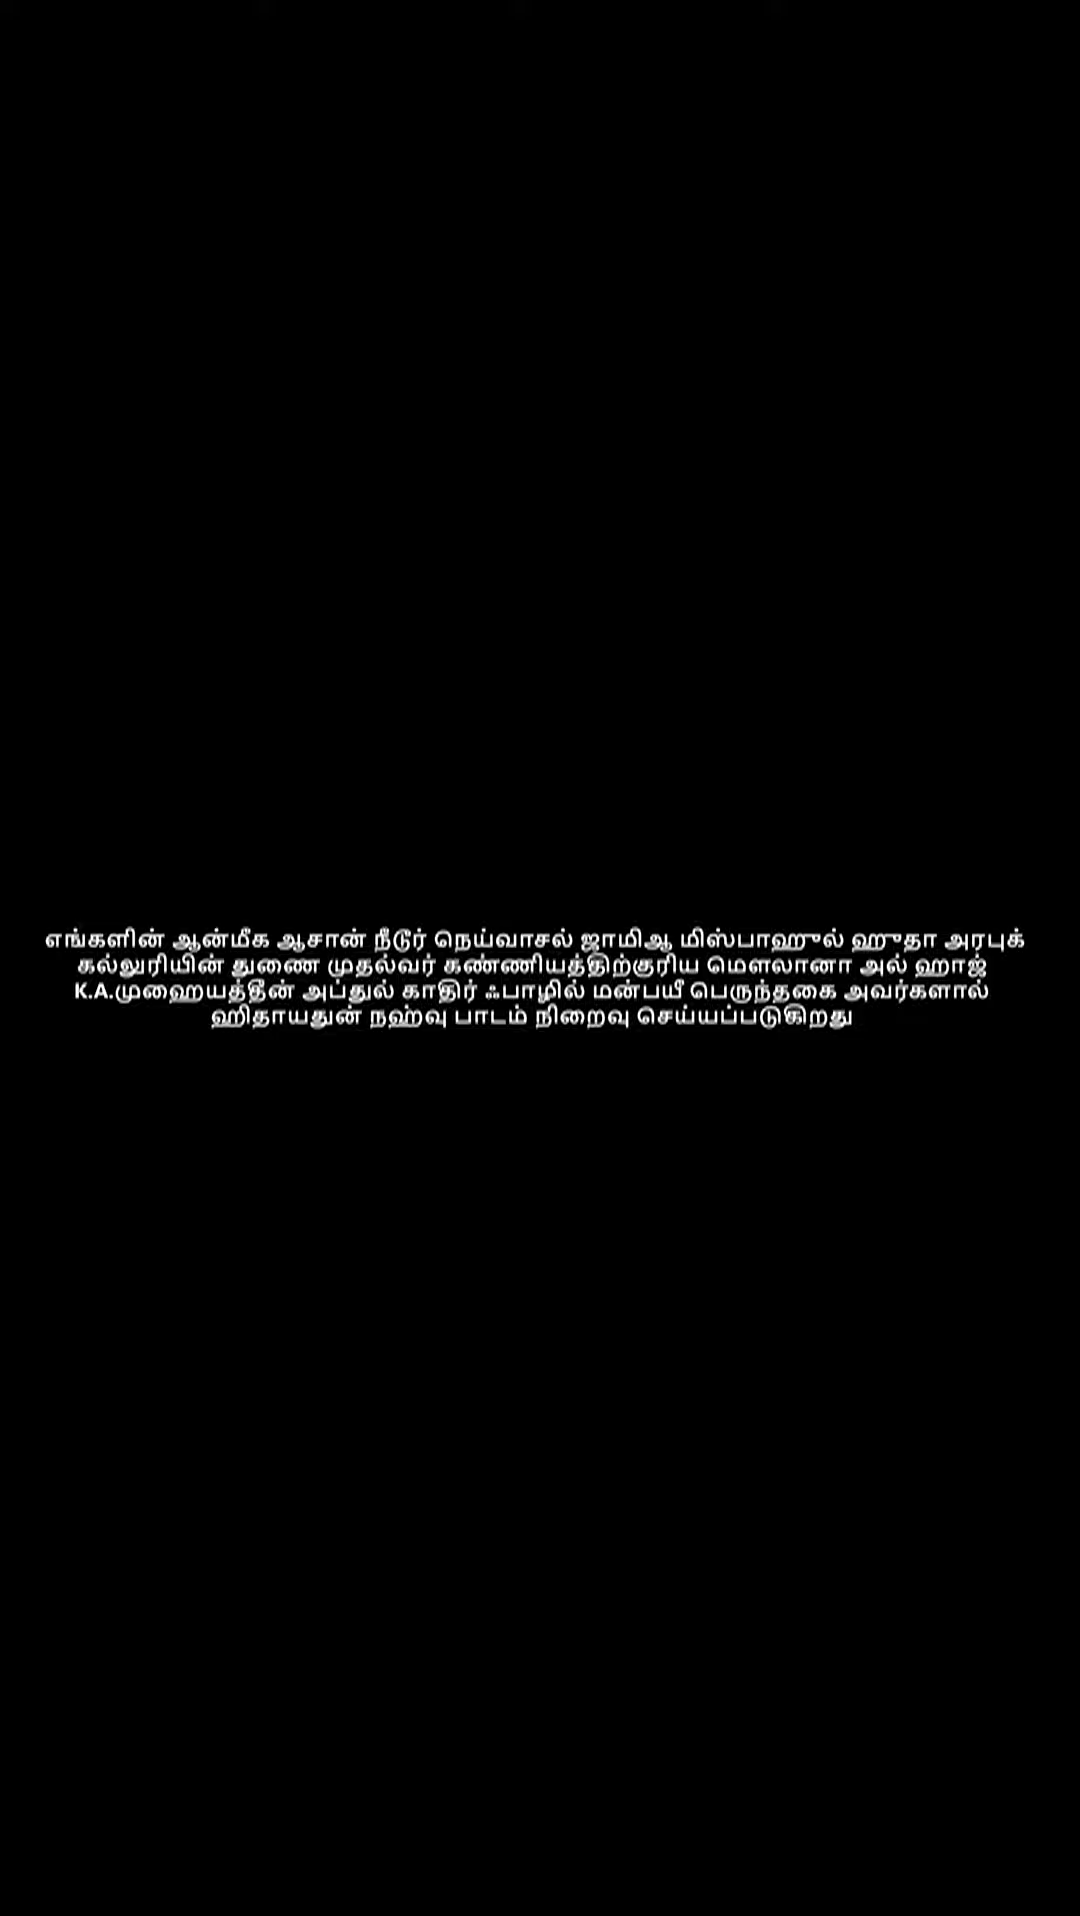 எங்களின் ஆன்மீக ஆசான் நீடூர் நெய்வாசல் ஜாமிஆ மிஸ்பாஹுல் ஹுதா அரபுக்
கல்லுரியின் துணை முதல்வர் கண்ணியத்திற்குரிய மௌலானா அல் ஹாஜ்
K.A.முஹையத்தீன் அப்துல் காதிர் ஃபாழில் மன்பயீ பெருந்தகை அவர்களால்
ஹிதாயதுன் நஹ்வு பாடம் நிறைவு செய்யப்படுகிறது